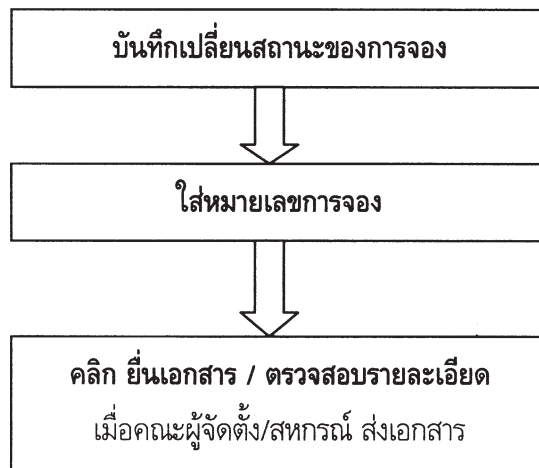 บันทึกเปลี่ยนสถานะของการจอง
ใส่หมายเลขการจอง
คลิก ยื่นเอกสาร / ตรวจสอบรายละเอียด
เมื่อคณะผู้จัดตั้ง/สหกรณ์ ส่งเอกสาร